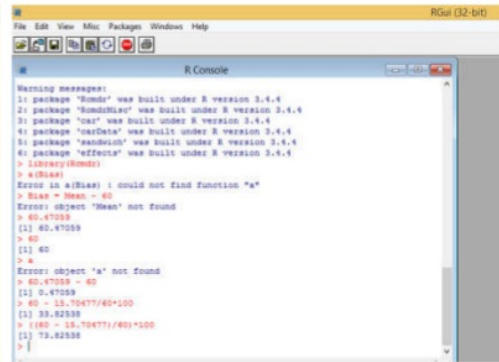 RGui (32-bit)
File Edit View Misc Packages Windows Help
R Console
Warning messages:
1: package 'Rcmdr' was built under R version 3.4.4
2: package 'RcmdrMisc' was built under R version 3.4.4
3: package 'car' was built under R version 3.4.4
4: package 'carData' was built under R version 3.4.4
5: package 'sandwich' was built under R version 3.4.4
6: package 'effects' was built under R version 3.4.4
> library(Rcmdr)
> a(Bias)
Error in a(Bias) : could not find function "a"
> Bias = Mean - 60
Error: object 'Mean' not found
> 60.47059
[1] 60.47059
> 60
[1] 60
> a
Error: object 'a' not found
> 60.47059 - 60
[1] 0.47059
> 60 - 15.70477/60*100
[1] 33.82538
> ((60 - 15.70477)/60)*100
[1] 73.82538
>